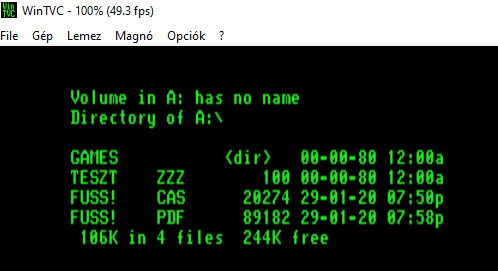 WinTVC - 100% (49.3 fps)
File Gép Lemez Magnó Opciók ?
Volume in A: has no name
Directory of A:\
GAMES <dir> 00-00-80 12:00a
TESZT ZZZ 100 00-00-80 12:00a
FUSS! CAS 20274 29-01-20 07:50p
FUSS! PDF 89182 29-01-20 07:58p
106K in 4 files 244K free